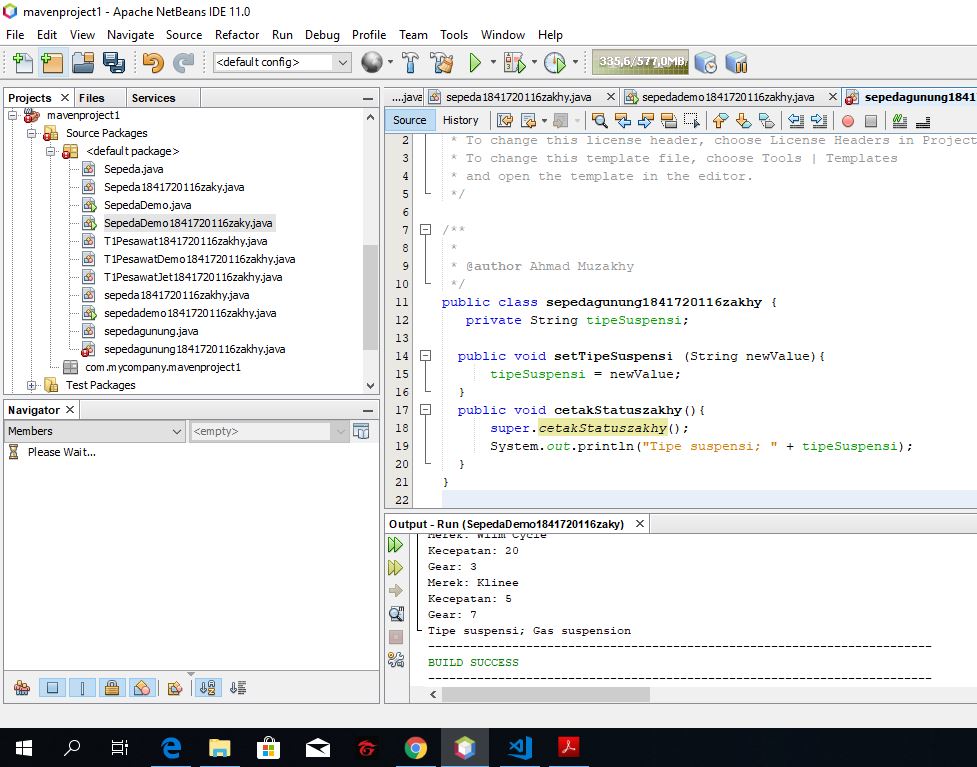 mavenproject1 - Apache NetBeans IDE 11.0
File Edit View Navigate Source Refactor Run Debug Profile Team Tools Window Help
<default config> 335,6/577,0MB
Projects Files Services
mavenproject1
Source Packages
<default package>
Sepeda.java
Sepeda1841720116zaky.java
SepedaDemo.java
SepedaDemo1841720116zaky.java
T1Pesawat1841720116zakhy.java
T1PesawatDemo1841720116zakhy.java
T1PesawatJet1841720116zakhy.java
sepeda1841720116zakhy.java
sepedademo1841720116zakhy.java
sepedagunung.java
sepedagunung1841720116zakhy.java
com.mycompany.mavenproject1
Test Packages
Navigator
Members <empty>
Please Wait...
....java sepeda1841720116zakhy.java sepedademo1841720116zakhy.java sepedagunung1841
Source History
2 * To change this license header, choose License Headers in Project
3 * To change this template file, choose Tools | Templates
4 * and open the template in the editor.
5 */
6
7 /**
8 *
9 * @author Ahmad Muzakhy
10 */
11 public class sepedagunung1841720116zakhy {
12 private String tipeSuspensi;
13
14 public void setTipeSuspensi (String newValue){
15 tipeSuspensi = newValue;
16 }
17 public void cetakStatuszakhy(){
18 super.cetakStatuszakhy();
19 System.out.println("Tipe suspensi; " + tipeSuspensi);
20 }
21 }
22
Output - Run (SepedaDemo1841720116zaky)
Merek: Wiim Cycle
Kecepatan: 20
Gear: 3
Merek: Klinee
Kecepatan: 5
Gear: 7
Tipe suspensi; Gas suspension
------------------------------------------------------------------------
BUILD SUCCESS
------------------------------------------------------------------------